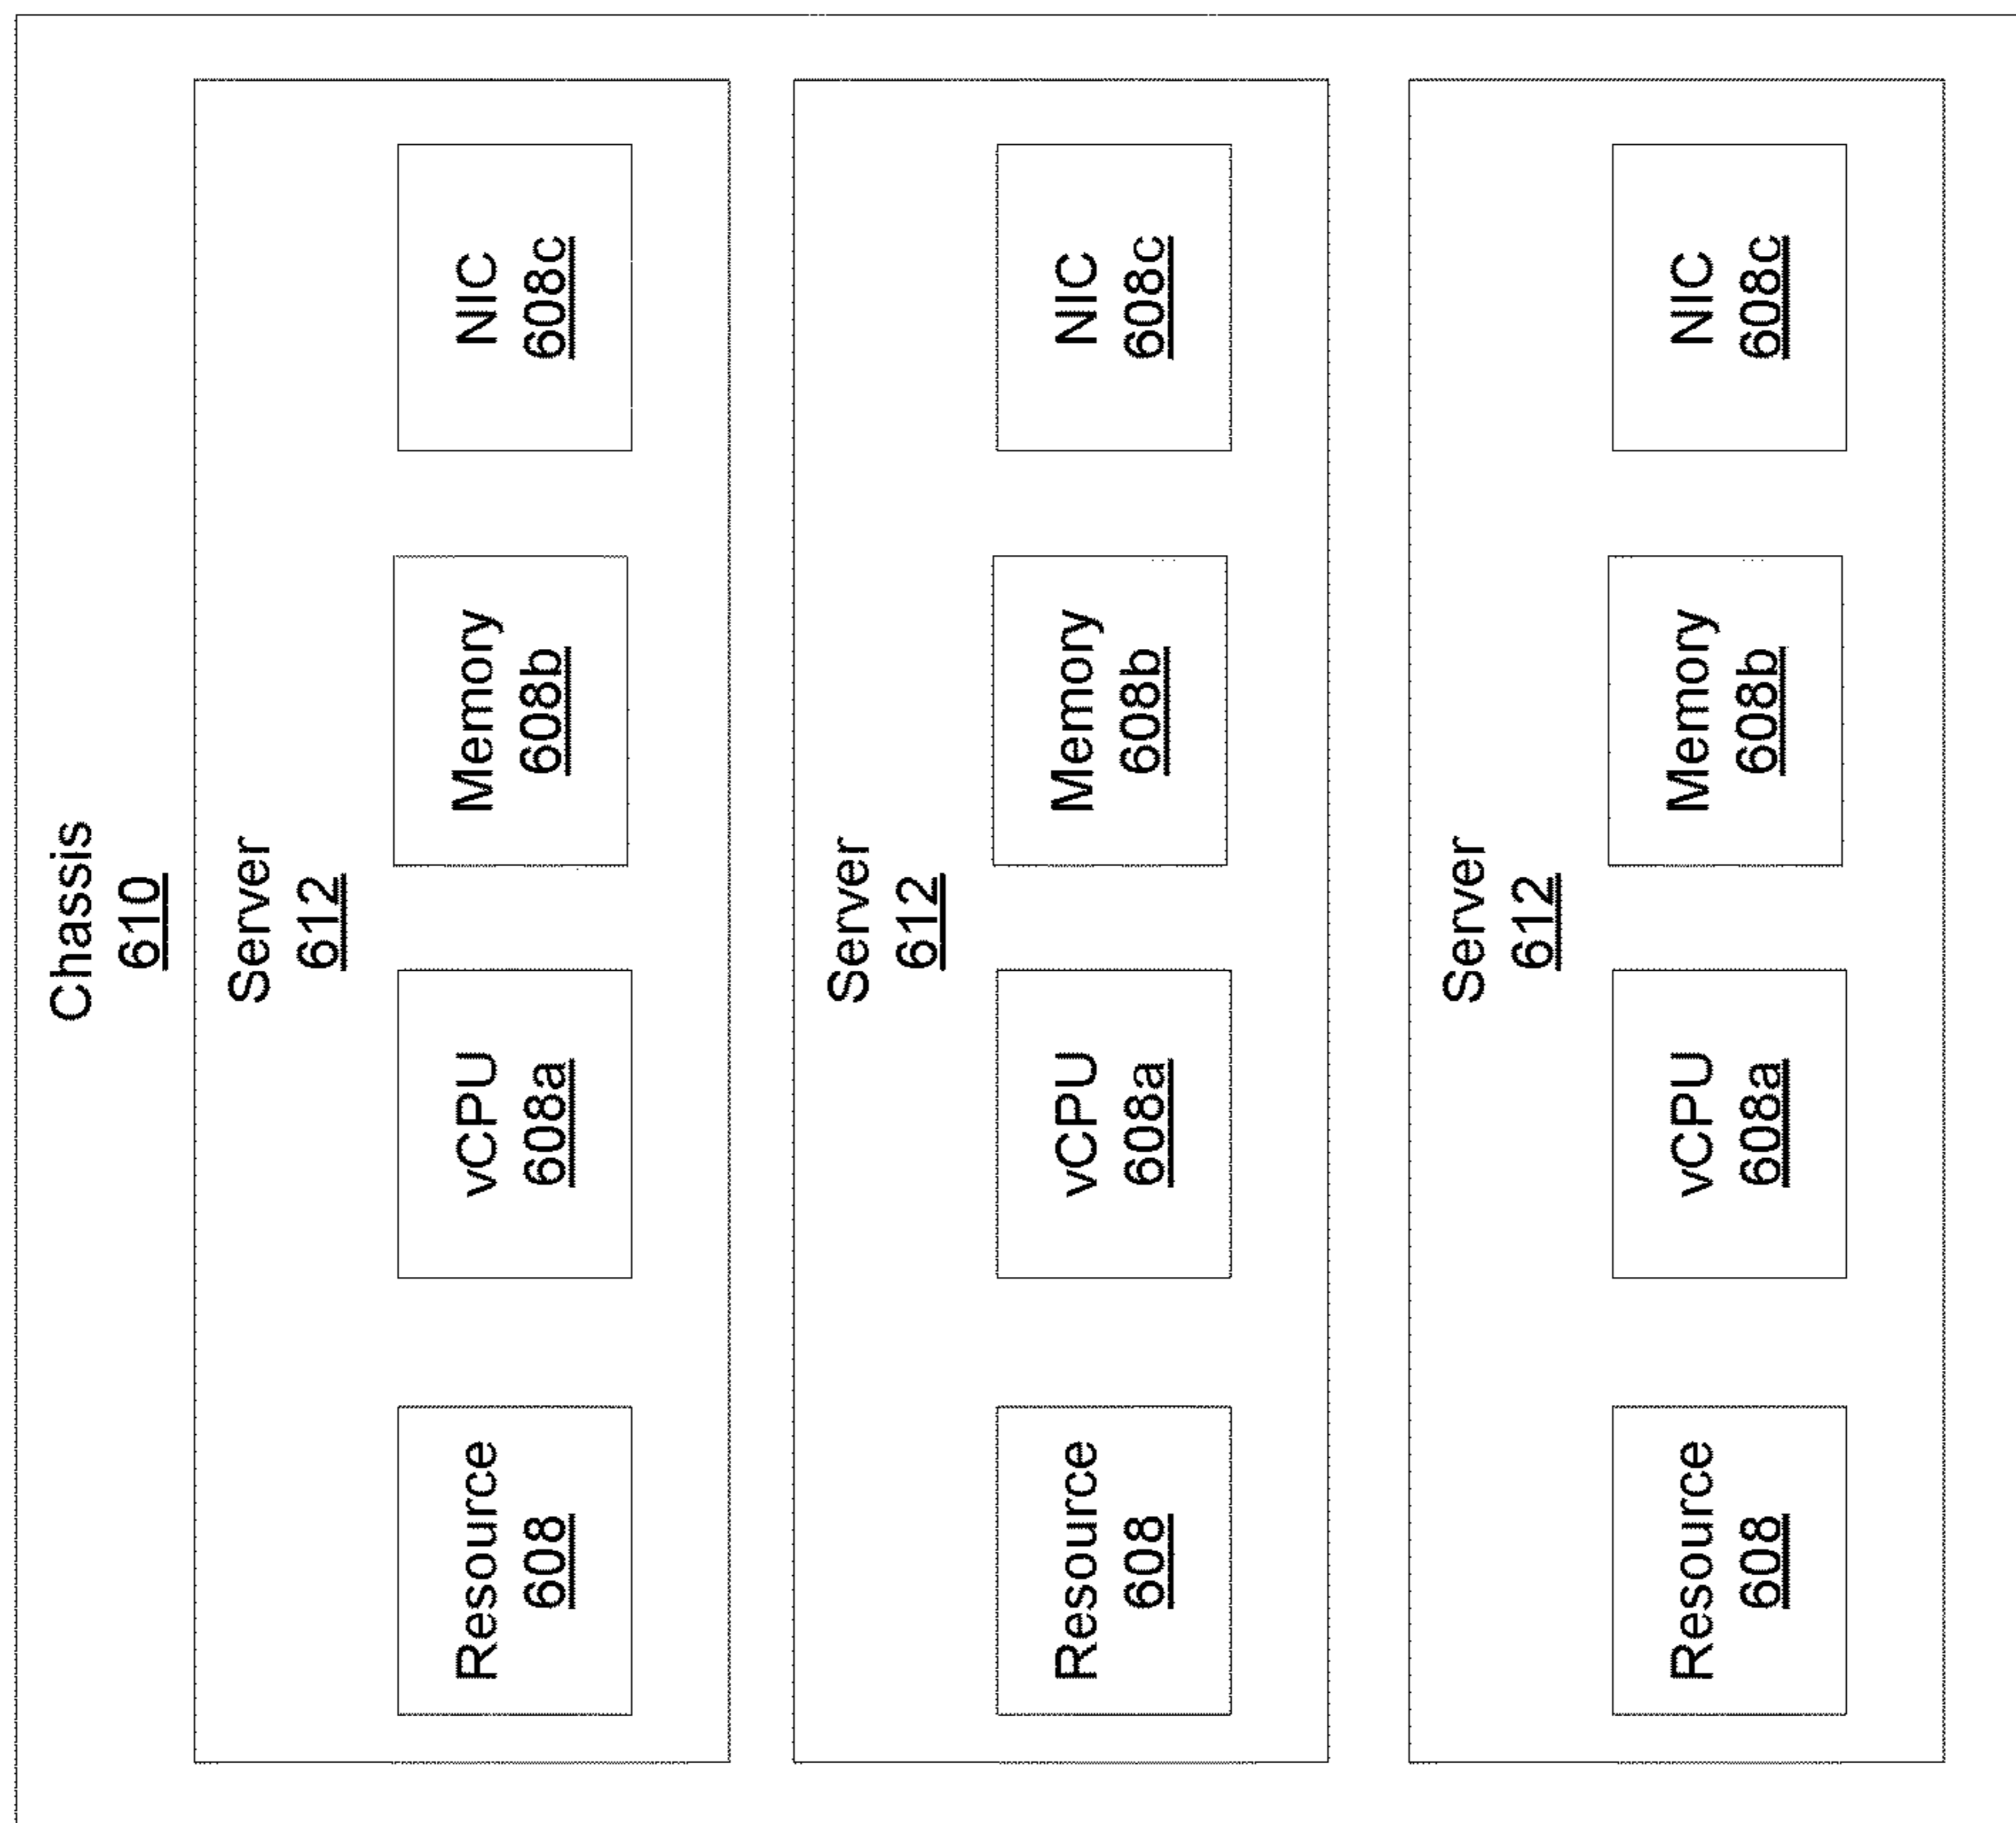 Chassis
610
Server
612
Resource
608
vCPU
608a
Memory
608b
NIC
608c
Server
612
Resource
608
vCPU
608a
Memory
608b
NIC
608c
Server
612
Resource
608
vCPU
608a
Memory
608b
NIC
608c